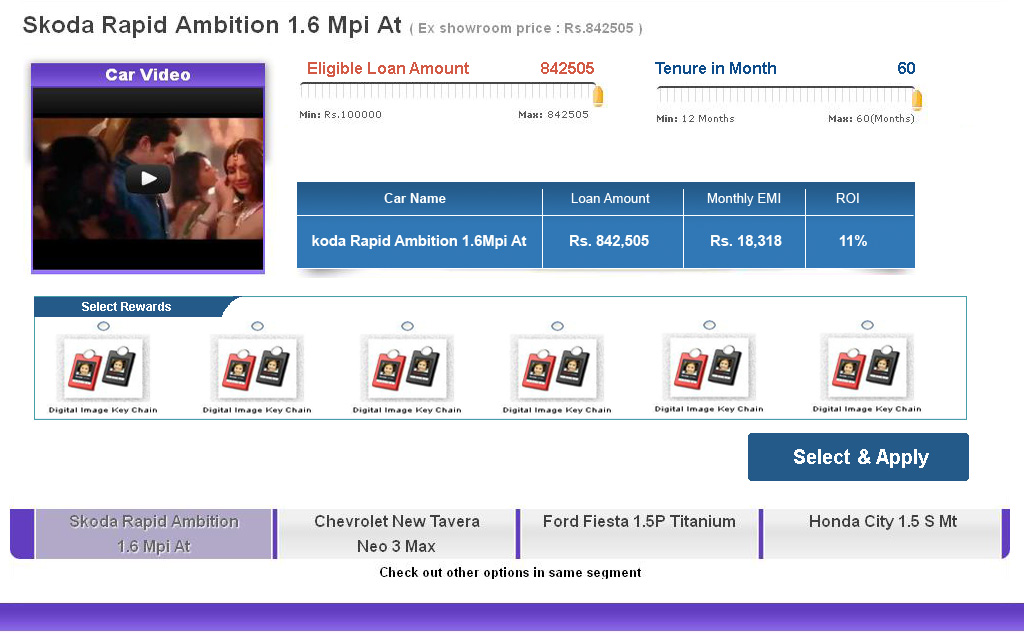 Skoda Rapid Ambition 1.6 Mpi At ( Ex showroom price : Rs.842505 )
Car Video
Eligible Loan Amount 842505
Min: Rs.100000 Max: 842505
Tenure in Month 60
Min: 12 Months Max: 60(Months)
Car Name Loan Amount Monthly EMI ROI
koda Rapid Ambition 1.6Mpi At Rs. 842,505 Rs. 18,318 11%
Select Rewards
Digital Image Key Chain Digital Image Key Chain Digital Image Key Chain Digital Image Key Chain Digital Image Key Chain Digital Image Key Chain
Select & Apply
Skoda Rapid Ambition
1.6 Mpi At
Chevrolet New Tavera
Neo 3 Max
Ford Fiesta 1.5P Titanium
Honda City 1.5 S Mt
Check out other options in same segment